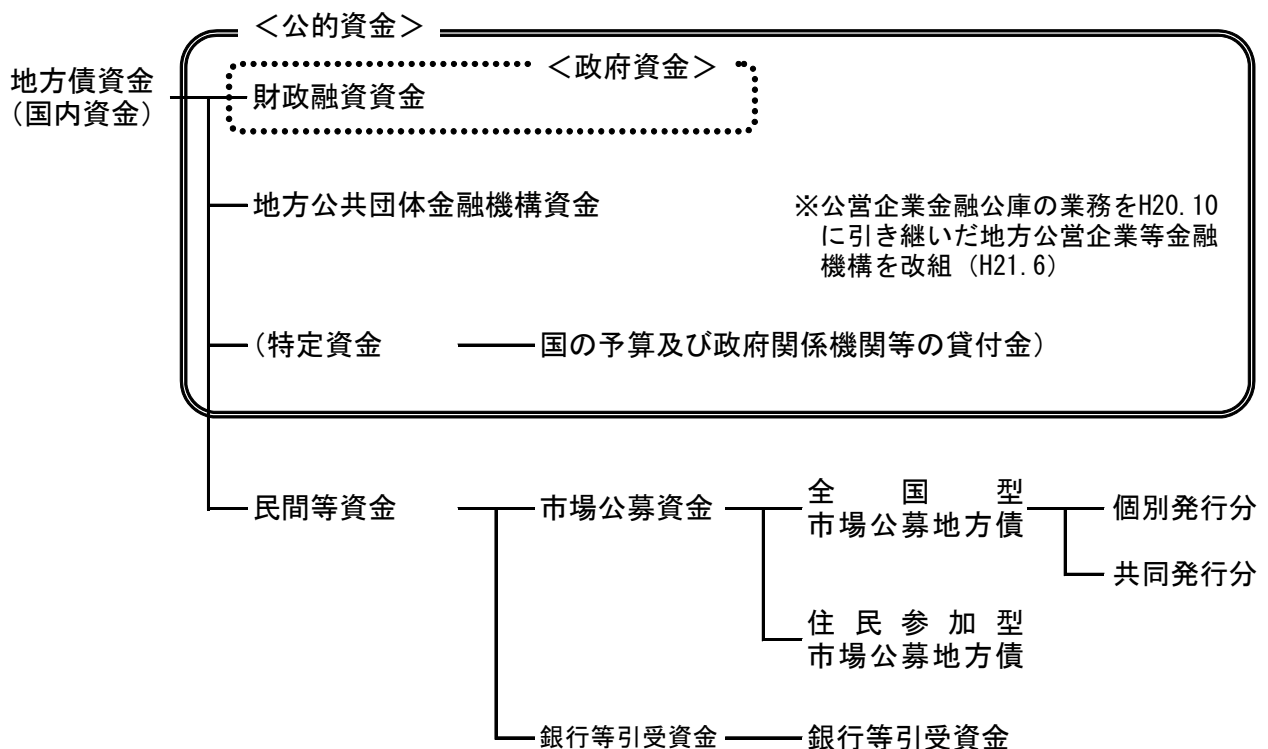 ＜公的資金＞
＜政府資金＞
地方債資金
（国内資金）
財政融資資金
地方公共団体金融機構資金
※公営企業金融公庫の業務をH20.10
に引き継いだ地方公営企業等金融
機構を改組（H21.6）
（特定資金 国の予算及び政府関係機関等の貸付金）
民間等資金
市場公募資金
全国型
市場公募地方債
個別発行分
共同発行分
住民参加型
市場公募地方債
銀行等引受資金
銀行等引受資金